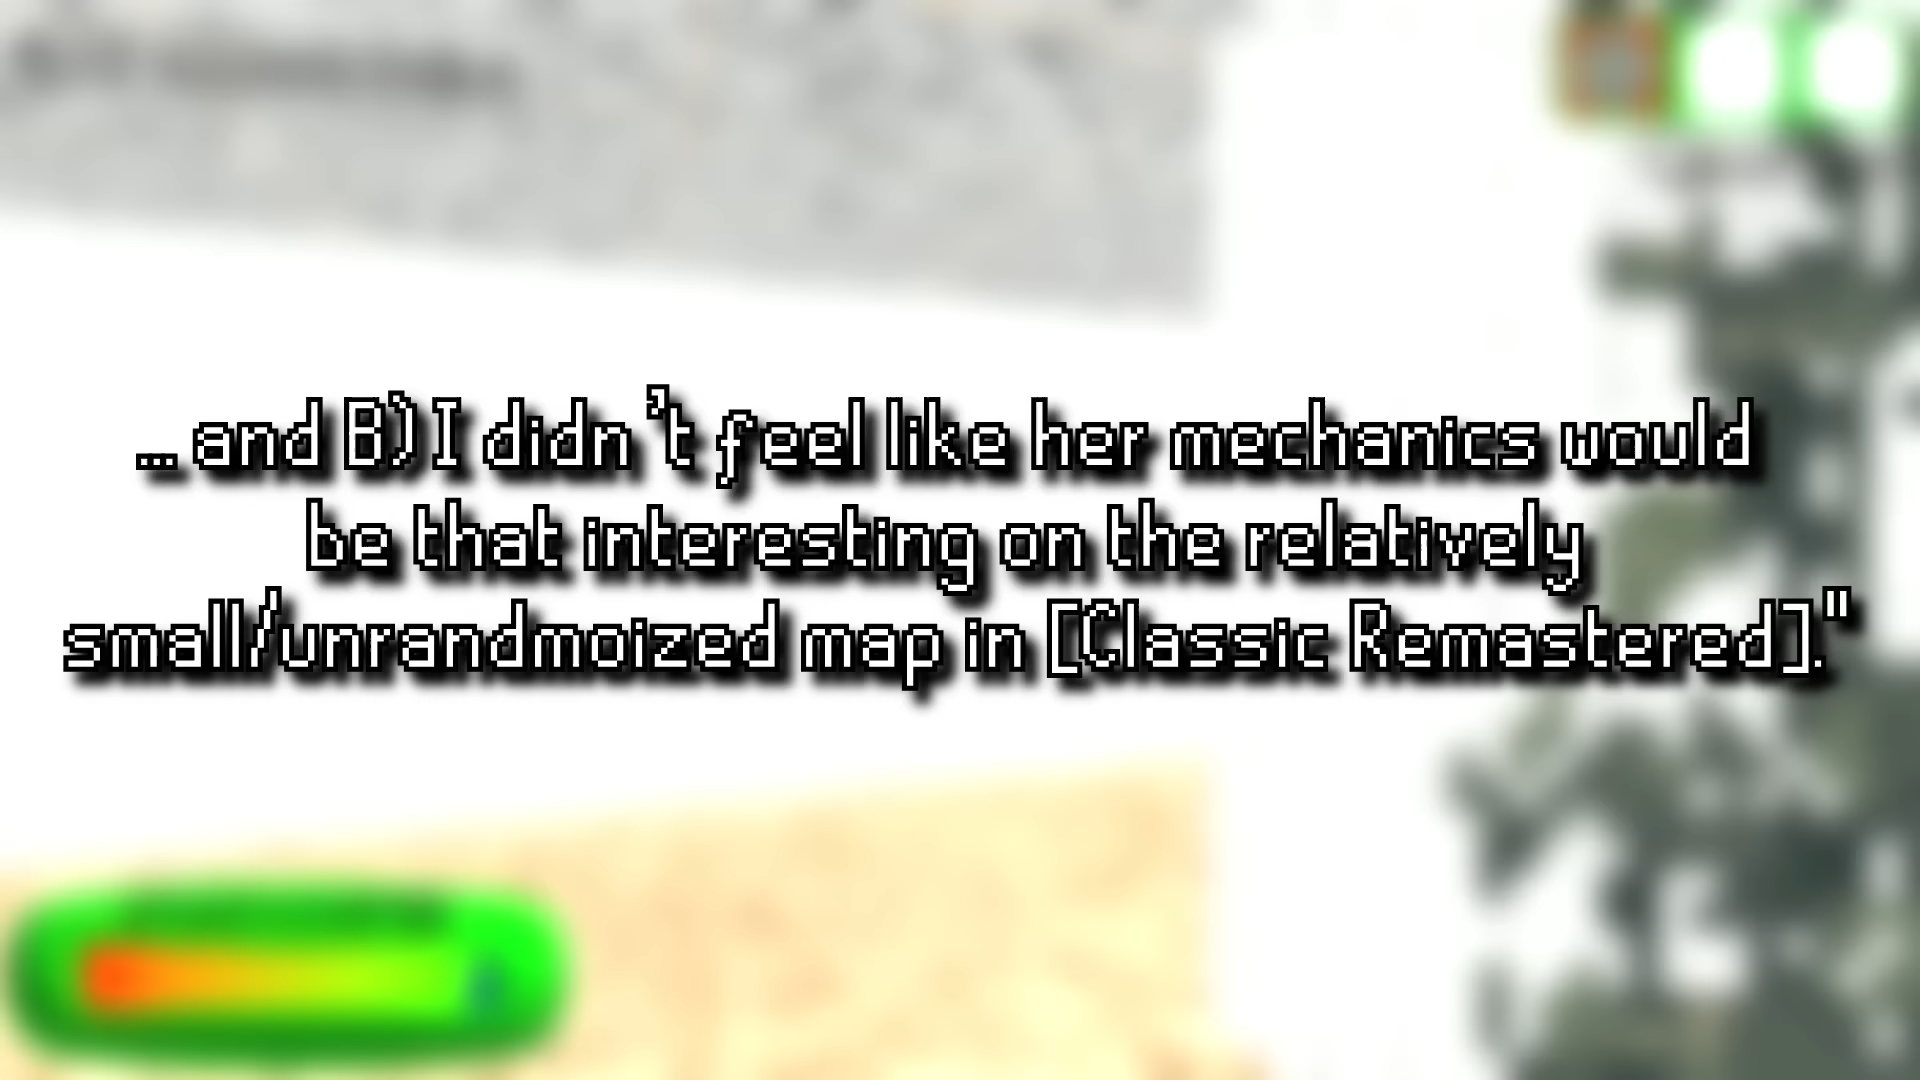 ... and B) I didn't feel like her mechanics would
be that interesting on the relatively
small/unrandmoized map in [Classic Remastered]."